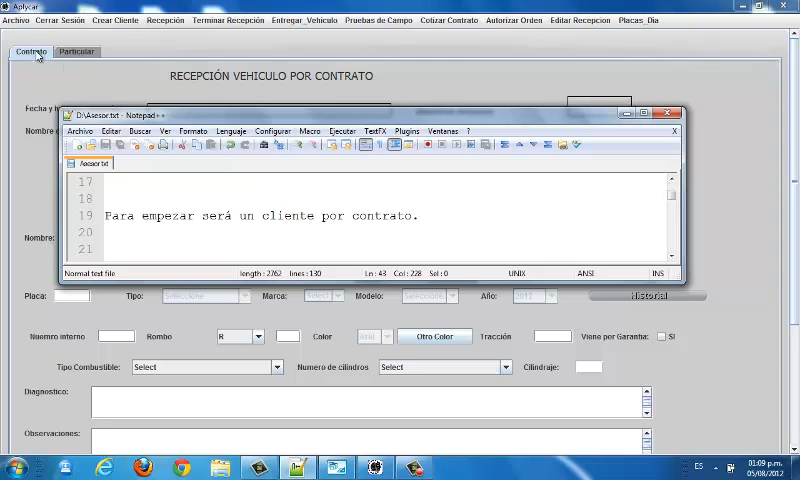 Aplycar
Archivo Cerrar Sesión Crear Cliente Recepción Terminar Recepción Entregar_Vehiculo Pruebas de Campo Cotizar Contrato Autorizar Orden Editar Recepcion Placas_Dia
Contrato Particular
RECEPCIÓN VEHICULO POR CONTRATO
Fecha y h
Nombre
D:\Asesor.txt - Notepad++
Archivo Editar Buscar Ver Formato Lenguaje Configurar Macro Ejecutar TextFX Plugins Ventanas ? X
Asesor.txt
17
18
19 Para empezar será un cliente por contrato.
20
21
Normal text file length : 2762 lines : 130 Ln : 43 Col : 228 Sel : 0 UNIX ANSI INS
Nombre:
Placa: Tipo: Seleccione Marca: Select Modelo: Seleccione Año: 2012 Historial
Nuemro interno Rombo R Color Azul Otro Color Tracción Viene por Garantia: SI
Tipo Combustible: Select Numero de cilindros Select Cilindraje:
Diagnostico:
Observaciones:
ES 01:09 p.m.
05/08/2012